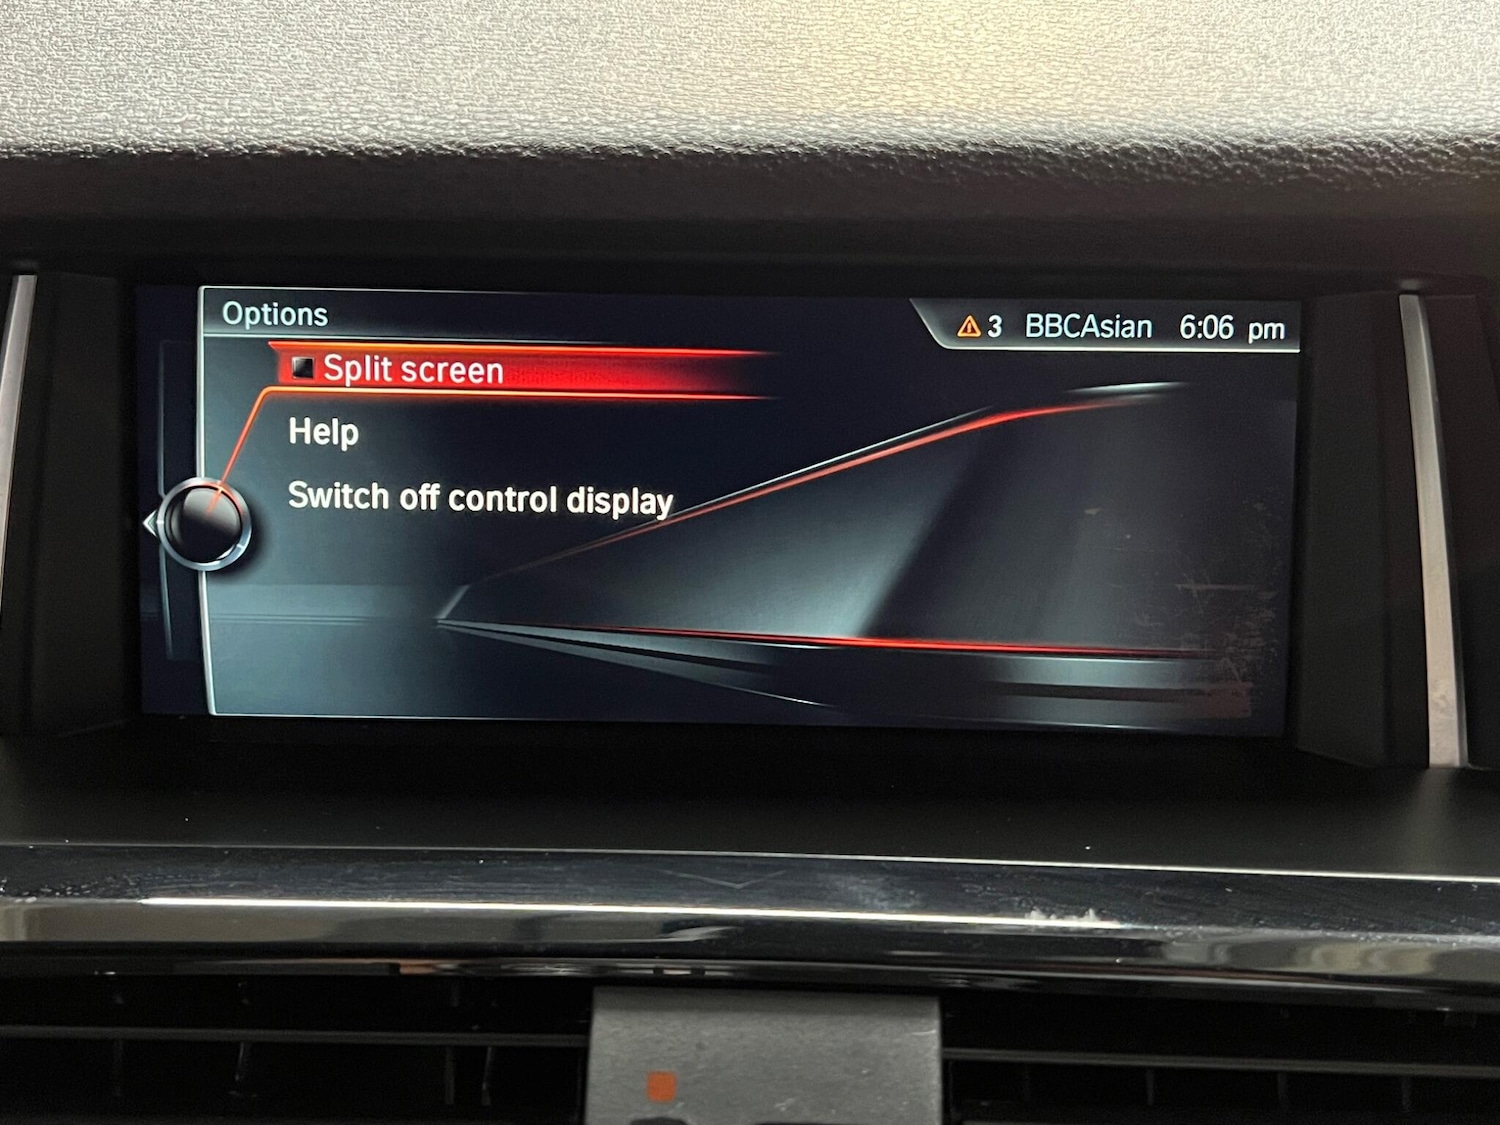 Options
3 BBCAsian 6:06 pm
Split screen
Help
Switch off control display